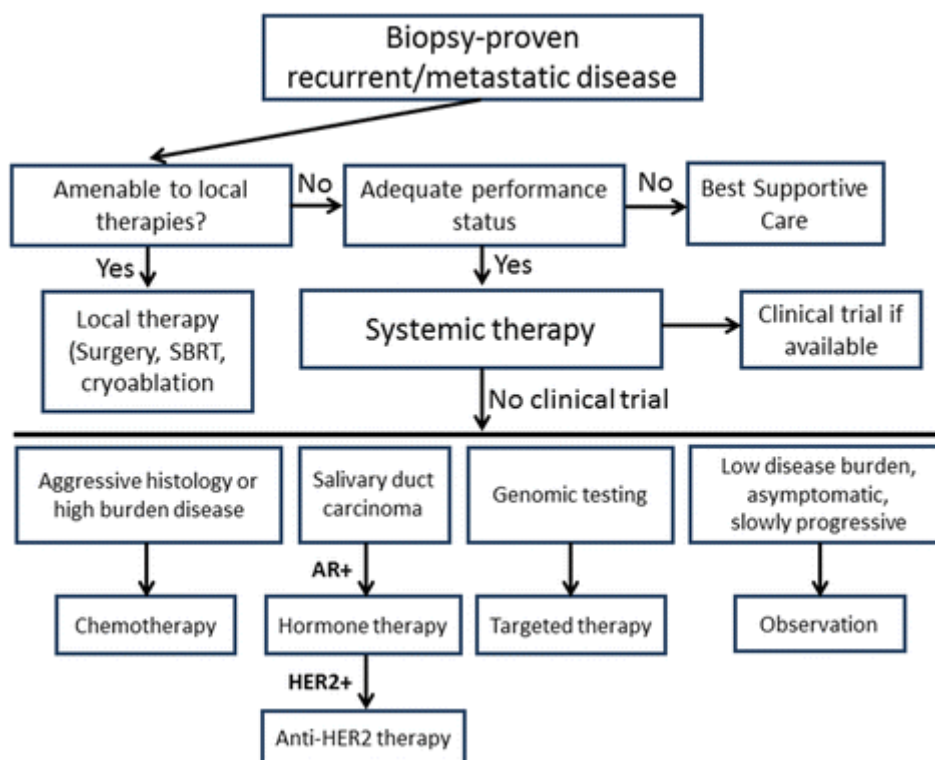 Biopsy-proven
recurrent/metastatic disease
Amenable to local
therapies?
No
Adequate performance
status
No
Best Supportive
Care
Yes
Yes
Local therapy
(Surgery, SBRT,
cryoablation
Systemic therapy
Clinical trial if
available
No clinical trial
Aggressive histology or
high burden disease
Salivary duct
carcinoma
Genomic testing
Low disease burden,
asymptomatic,
slowly progressive
AR+
Chemotherapy
Hormone therapy
Targeted therapy
Observation
HER2+
Anti-HER2 therapy